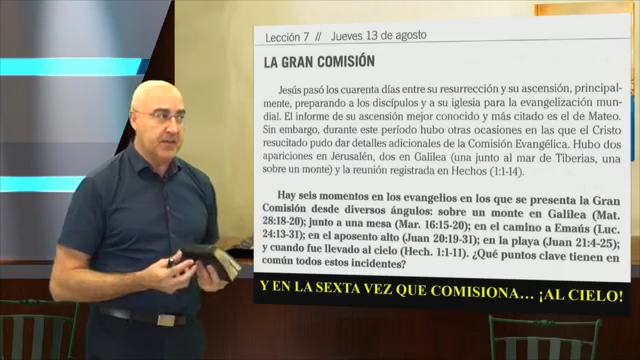 Lección 7 // Jueves 13 de agosto
LA GRAN COMISIÓN
Jesús pasó los cuarenta días entre su resurrección y su ascensión, principal-
mente, preparando a los discípulos y a su iglesia para la evangelización mun-
dial. El informe de su ascensión mejor conocido y más citado es el de Mateo.
Sin embargo, durante este período hubo otras ocasiones en las que el Cristo
resucitado pudo dar detalles adicionales de la Comisión Evangélica. Hubo dos
apariciones en Jerusalén, dos en Galilea (una junto al mar de Tiberias, una
sobre un monte) y la reunión registrada en Hechos (1:1-14).
Hay seis momentos en los evangelios en los que se presenta la Gran
Comisión desde diversos ángulos: sobre un monte en Galilea (Mat.
28:18-20); junto a una mesa (Mar. 16:15-20); en el camino a Emaús (Luc.
24:13-31); en el aposento alto (Juan 20:19-31); en la playa (Juan 21:4-25);
y cuando fue llevado al cielo (Hech. 1:1-11). ¿Qué puntos clave tienen en
común todos estos incidentes?
Y EN LA SEXTA VEZ QUE COMISIONA... ¡AL CIELO!